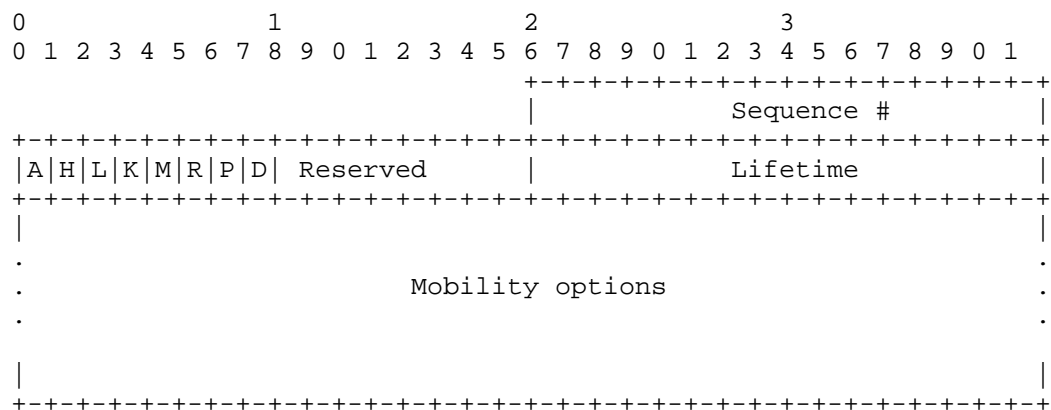 0                   1                   2                   3
0 1 2 3 4 5 6 7 8 9 0 1 2 3 4 5 6 7 8 9 0 1 2 3 4 5 6 7 8 9 0 1
                                +-+-+-+-+-+-+-+-+-+-+-+-+-+-+-+-+
                                |          Sequence #           |
+-+-+-+-+-+-+-+-+-+-+-+-+-+-+-+-+-+-+-+-+-+-+-+-+-+-+-+-+-+-+-+-+
|A|H|L|K|M|R|P|D| Reserved      |            Lifetime           |
+-+-+-+-+-+-+-+-+-+-+-+-+-+-+-+-+-+-+-+-+-+-+-+-+-+-+-+-+-+-+-+-+
|                                                               |
.                                                               .
.                        Mobility options                       .
.                                                               .
|                                                               |
+-+-+-+-+-+-+-+-+-+-+-+-+-+-+-+-+-+-+-+-+-+-+-+-+-+-+-+-+-+-+-+-+